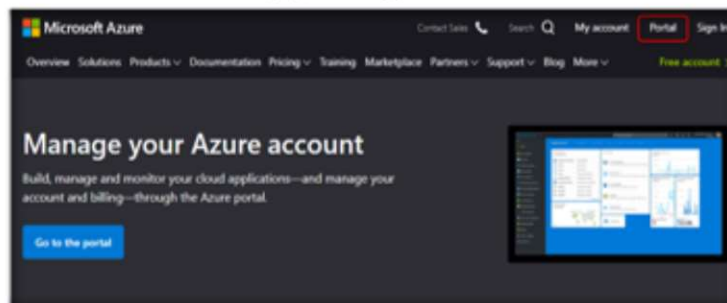 Microsoft Azure
Contact Sales Search My account Portal Sign In
Overview Solutions Products Documentation Pricing Training Marketplace Partners Support Blog More Free account
Manage your Azure account
Build, manage and monitor your cloud applications—and manage your
account and billing—through the Azure portal.
Go to the portal